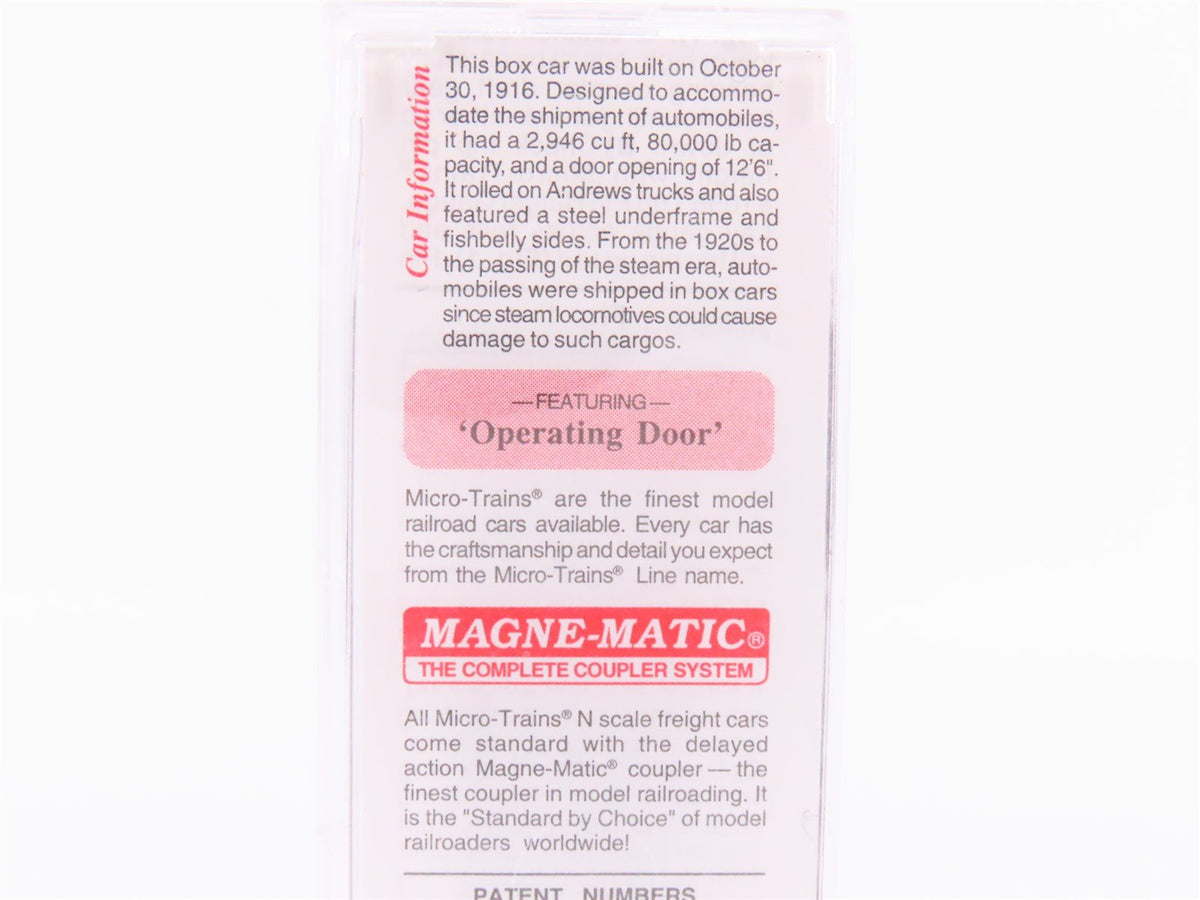 Car Information
This box car was built on October
30, 1916. Designed to accommo-
date the shipment of automobiles,
it had a 2,946 cu ft, 80,000 lb ca-
pacity, and a door opening of 12'6".
It rolled on Andrews trucks and also
featured a steel underframe and
fishbelly sides. From the 1920s to
the passing of the steam era, auto-
mobiles were shipped in box cars
since steam locomotives could cause
damage to such cargos.
—FEATURING—
‘Operating Door’
Micro-Trains® are the finest model
railroad cars available. Every car has
the craftsmanship and detail you expect
from the Micro-Trains® Line name.
MAGNE-MATIC®
THE COMPLETE COUPLER SYSTEM
All Micro-Trains® N scale freight cars
come standard with the delayed
action Magne-Matic® coupler — the
finest coupler in model railroading. It
is the "Standard by Choice" of model
railroaders worldwide!
PATENT NUMBERS